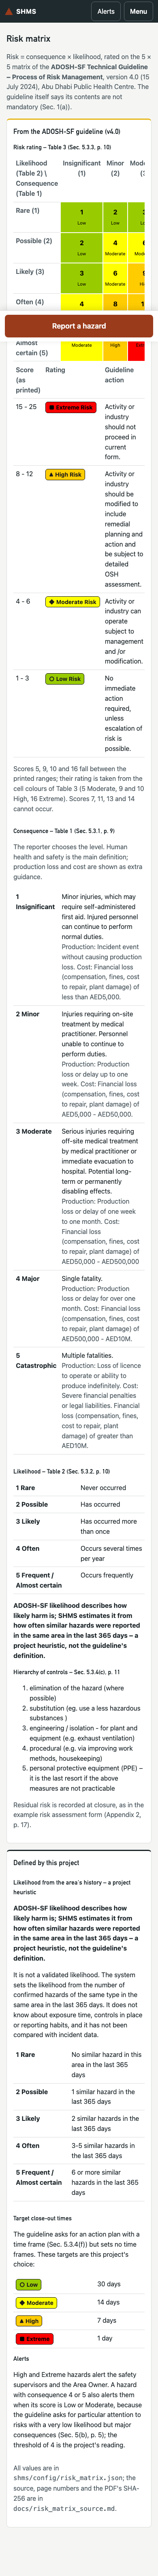 SHMS
Alerts
Menu
Risk matrix
Risk = consequence × likelihood, rated on the 5 ×
5 matrix of the ADOSH-SF Technical Guideline
– Process of Risk Management, version 4.0 (15
July 2024), Abu Dhabi Public Health Centre. The
guideline itself says its contents are not
mandatory (Sec. 1(a)).
From the ADOSH-SF guideline (v4.0)
Risk rating – Table 3 (Sec. 5.3.3, p. 10)
Likelihood
(Table 2) \
Consequence
(Table 1)
Insignificant
(1)
Minor
(2)
Rare (1)
1
Low
2
Low
Possible (2)
2
Low
4
Moderate
Likely (3)
3
Low
6
Moderate
Often (4)
4
8
Report a hazard
Almost
certain (5)
Moderate
High
Score
(as
printed)
Rating
Guideline
action
15 - 25
Extreme Risk
Activity or
industry
should not
proceed in
current
form.
8 - 12
High Risk
Activity or
industry
should be
modified to
include
remedial
planning and
action and
be subject to
detailed
OSH
assessment.
4 - 6
Moderate Risk
Activity or
industry can
operate
subject to
management
and /or
modification.
1 - 3
Low Risk
No
immediate
action
required,
unless
escalation of
risk is
possible.
Scores 5, 9, 10 and 16 fall between the
printed ranges; their rating is taken from the
cell colours of Table 3 (5 Moderate, 9 and 10
High, 16 Extreme). Scores 7, 11, 13 and 14
cannot occur.
Consequence – Table 1 (Sec. 5.3.1, p. 9)
The reporter chooses the level. Human
health and safety is the main definition;
production loss and cost are shown as extra
guidance.
1
Insignificant
Minor injuries, which may
require self-administered
first aid. Injured personnel
can continue to perform
normal duties.
Production: Incident event
without causing production
loss. Cost: Financial loss
(compensation, fines, cost
to repair, plant damage) of
less than AED5,000.
2 Minor
Injuries requiring on-site
treatment by medical
practitioner. Personnel
unable to continue to
perform duties.
Production: Production
loss or delay up to one
week. Cost: Financial loss
(compensation, fines, cost
to repair, plant damage) of
AED5,000 - AED50,000.
3 Moderate
Serious injuries requiring
off-site medical treatment
by medical practitioner or
immediate evacuation to
hospital. Potential long-
term or permanently
disabling effects.
Production: Production
loss or delay of one week
to one month. Cost:
Financial loss
(compensation, fines, cost
to repair, plant damage) of
AED50,000 - AED500,000
4 Major
Single fatality.
Production: Production
loss or delay for over one
month. Cost: Financial loss
(compensation, fines, cost
to repair, plant damage) of
AED500,000 - AED10M.
5
Catastrophic
Multiple fatalities.
Production: Loss of licence
to operate or ability to
produce indefinitely. Cost:
Severe financial penalties
or legal liabilities. Financial
loss (compensation, fines,
cost to repair, plant
damage) of greater than
AED10M.
Likelihood – Table 2 (Sec. 5.3.2, p. 10)
1 Rare
Never occurred
2 Possible
Has occurred
3 Likely
Has occurred more
than once
4 Often
Occurs several times
per year
5 Frequent /
Almost certain
Occurs frequently
ADOSH-SF likelihood describes how
likely harm is; SHMS estimates it from
how often similar hazards were reported
in the same area in the last 365 days – a
project heuristic, not the guideline's
definition.
Hierarchy of controls – Sec. 5.3.4(c), p. 11
1. elimination of the hazard (where
possible)
2. substitution (eg. use a less hazardous
substances )
3. engineering / isolation - for plant and
equipment (e.g. exhaust ventilation)
4. procedural (e.g. via improving work
methods, housekeeping)
5. personal protective equipment (PPE) –
it is the last resort if the above
measures are not practicable
Residual risk is recorded at closure, as in the
example risk assessment form (Appendix 2,
p. 17).
Defined by this project
Likelihood from the area's history – a project
heuristic
ADOSH-SF likelihood describes how
likely harm is; SHMS estimates it from
how often similar hazards were reported
in the same area in the last 365 days – a
project heuristic, not the guideline's
definition.
It is not a validated likelihood. The system
sets the likelihood from the number of
confirmed hazards of the same type in the
same area in the last 365 days. It does not
know about exposure time, controls in place
or reporting habits, and it has not been
compared with incident data.
1 Rare
No similar hazard in this
area in the last 365
days
2 Possible
1 similar hazard in the
last 365 days
3 Likely
2 similar hazards in the
last 365 days
4 Often
3-5 similar hazards in
the last 365 days
5 Frequent /
Almost certain
6 or more similar
hazards in the last 365
days
Target close-out times
The guideline asks for an action plan with a
time frame (Sec. 5.3.4(f)) but sets no time
frames. These targets are this project's
choice:
Low
30 days
Moderate
14 days
High
7 days
Extreme
1 day
Alerts
High and Extreme hazards alert the safety
supervisors and the Area Owner. A hazard
with consequence 4 or 5 also alerts them
when its score is Low or Moderate, because
the guideline asks for particular attention to
risks with a very low likelihood but major
consequences (Sec. 5(b), p. 5); the
threshold of 4 is the project's reading.
All values are in
shms/config/risk_matrix.json; the
source, page numbers and the PDF's SHA-
256 are in
docs/risk_matrix_source.md.